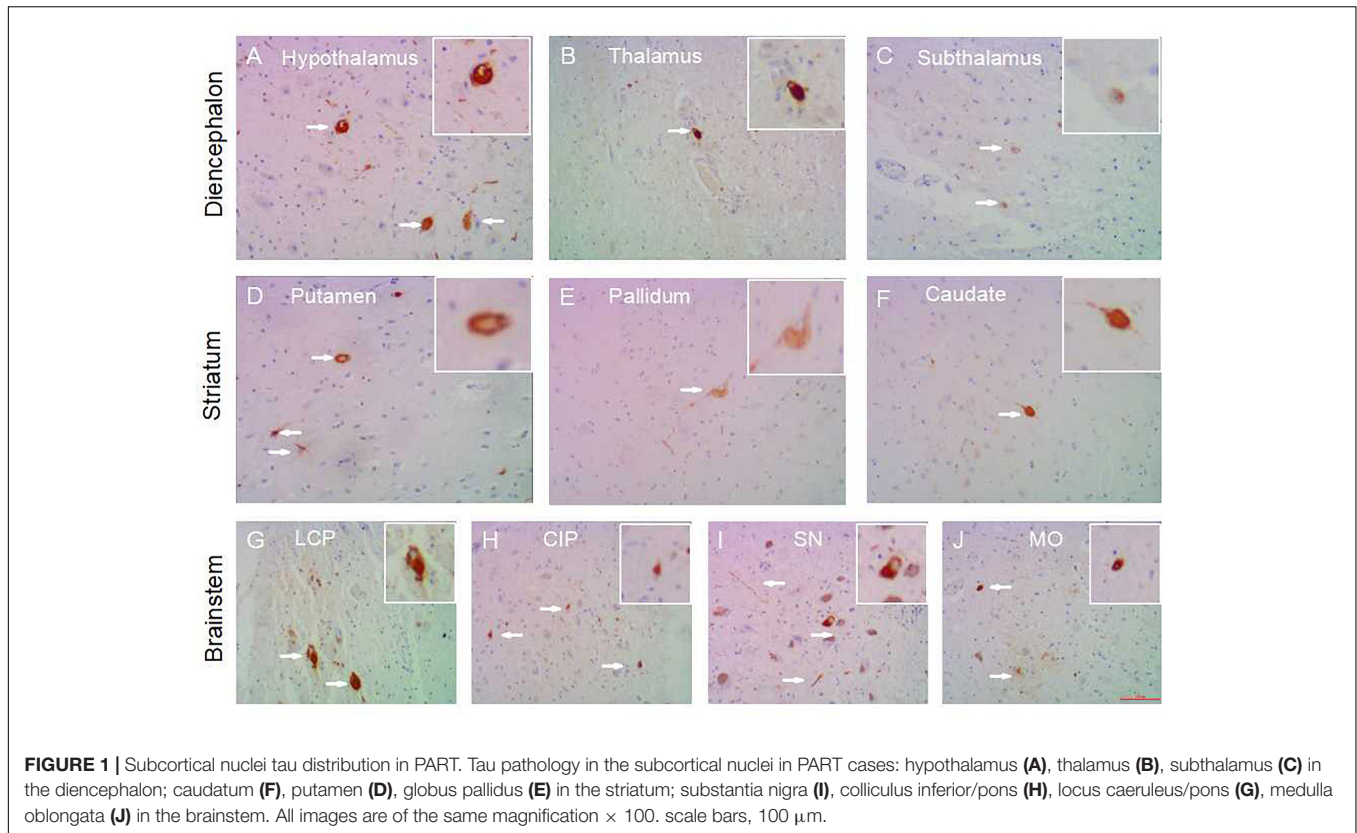 Diencephalon
A Hypothalamus
B Thalamus
C Subthalamus
Striatum
D Putamen
E Pallidum
F Caudate
Brainstem
G LCP
H CIP
I SN
J MO
FIGURE 1 | Subcortical nuclei tau distribution in PART. Tau pathology in the subcortical nuclei in PART cases: hypothalamus (A), thalamus (B), subthalamus (C) in
the diencephalon; caudatum (F), putamen (D), globus pallidus (E) in the striatum; substantia nigra (I), colliculus inferior/pons (H), locus caeruleus/pons (G), medulla
oblongata (J) in the brainstem. All images are of the same magnification × 100. scale bars, 100 μm.